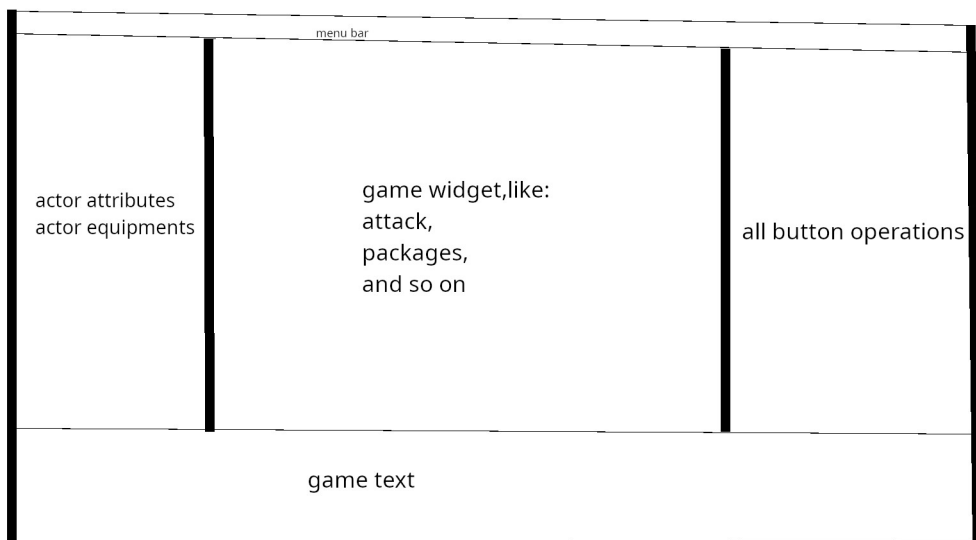 menu bar
actor attributes
actor equipments
game widget,like:
attack,
packages,
and so on
all button operations
game text